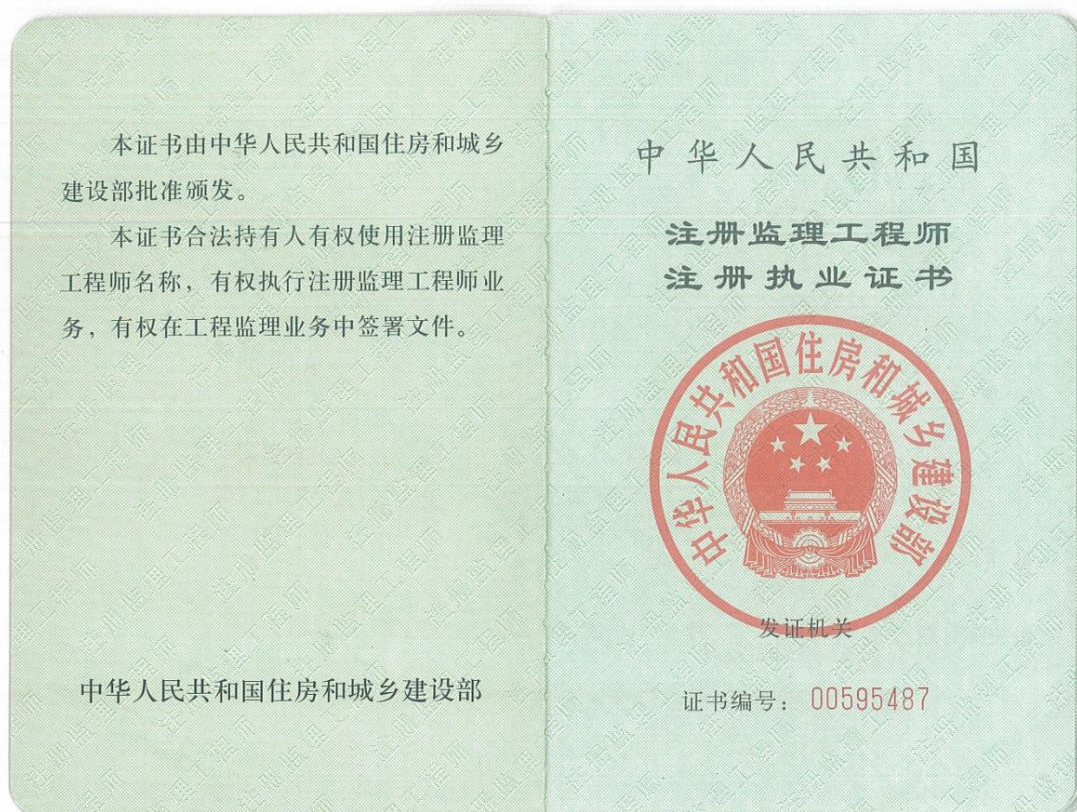 本证书由中华人民共和国住房和城乡
建设部批准颁发。
本证书合法持有人有权使用注册监理
工程师名称，有权执行注册监理工程师业
务，有权在工程监理业务中签署文件。
中华人民共和国住房和城乡建设部
中华人民共和国
注册监理工程师
注册执业证书
中华人民共和国住房和城乡建设部
发证机关
证书编号：00595487